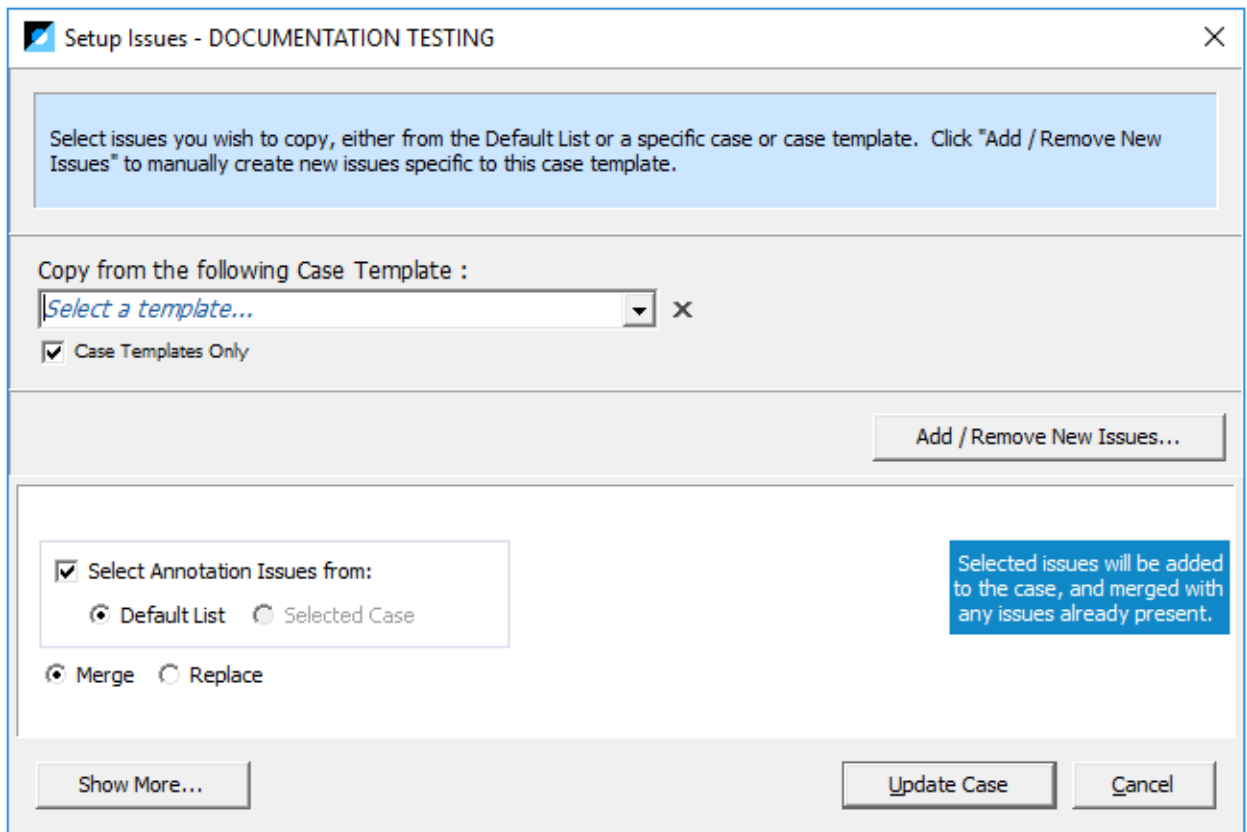 Setup Issues - DOCUMENTATION TESTING
Select issues you wish to copy, either from the Default List or a specific case or case template.  Click "Add / Remove New
Issues" to manually create new issues specific to this case template.
Copy from the following Case Template :
Select a template...
Case Templates Only
Add / Remove New Issues...
Select Annotation Issues from:
Default List Selected Case
Selected issues will be added
to the case, and merged with
any issues already present.
Merge Replace
Show More... Update Case Cancel